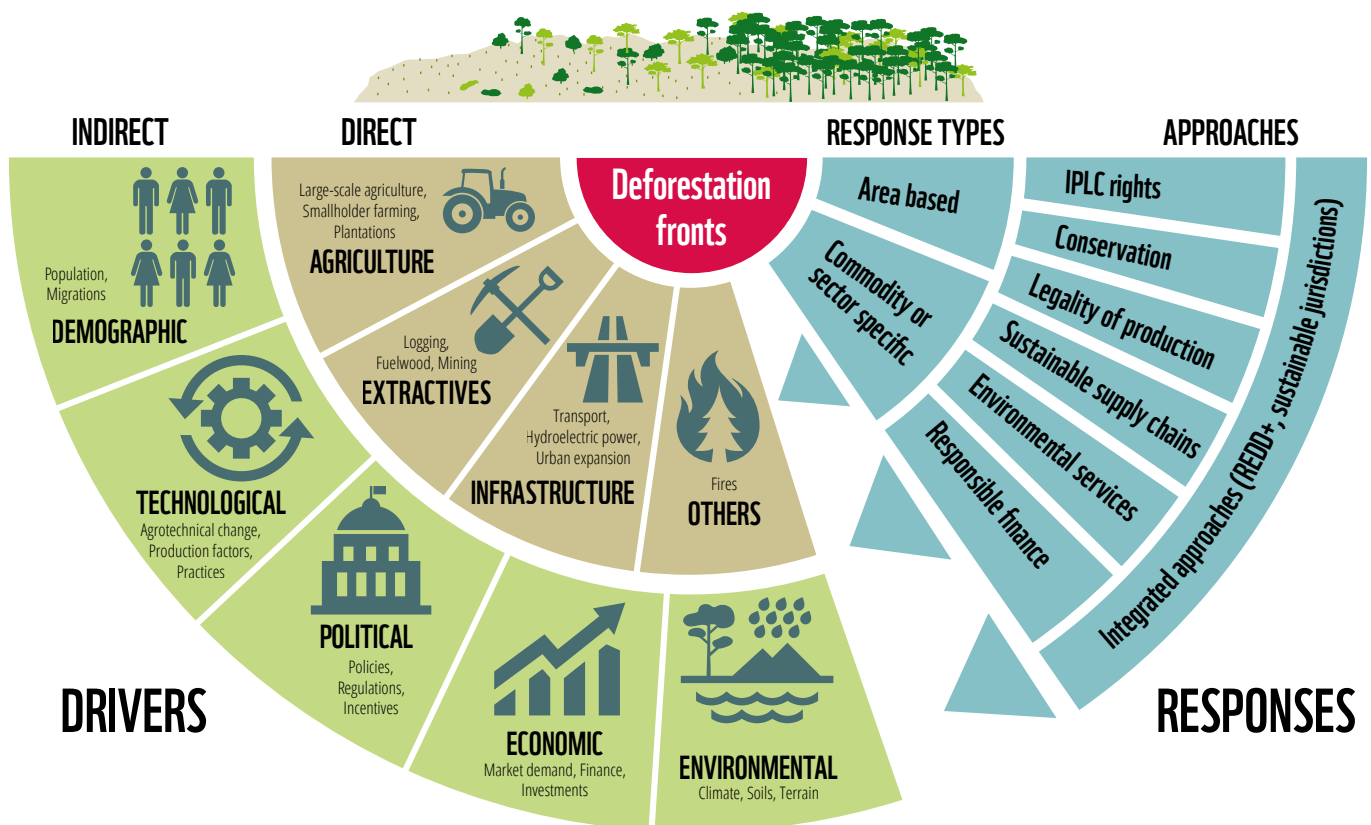 INDIRECT
DIRECT
RESPONSE TYPES
APPROACHES
Deforestation
fronts
Population,
Migrations
DEMOGRAPHIC
TECHNOLOGICAL
Agrotechnical change,
Production factors,
Practices
POLITICAL
Policies,
Regulations,
Incentives
ECONOMIC
Market demand, Finance,
Investments
ENVIRONMENTAL
Climate, Soils, Terrain
Large-scale agriculture,
Smallholder farming,
Plantations
AGRICULTURE
Logging,
Fuelwood, Mining
EXTRACTIVES
Transport,
Hydroelectric power,
Urban expansion
INFRASTRUCTURE
Fires
OTHERS
Area based
Commodity or
sector specific
IPLC rights
Conservation
Legality of production
Sustainable supply chains
Environmental services
Responsible finance
Integrated approaches (REDD+, sustainable jurisdictions)
DRIVERS
RESPONSES